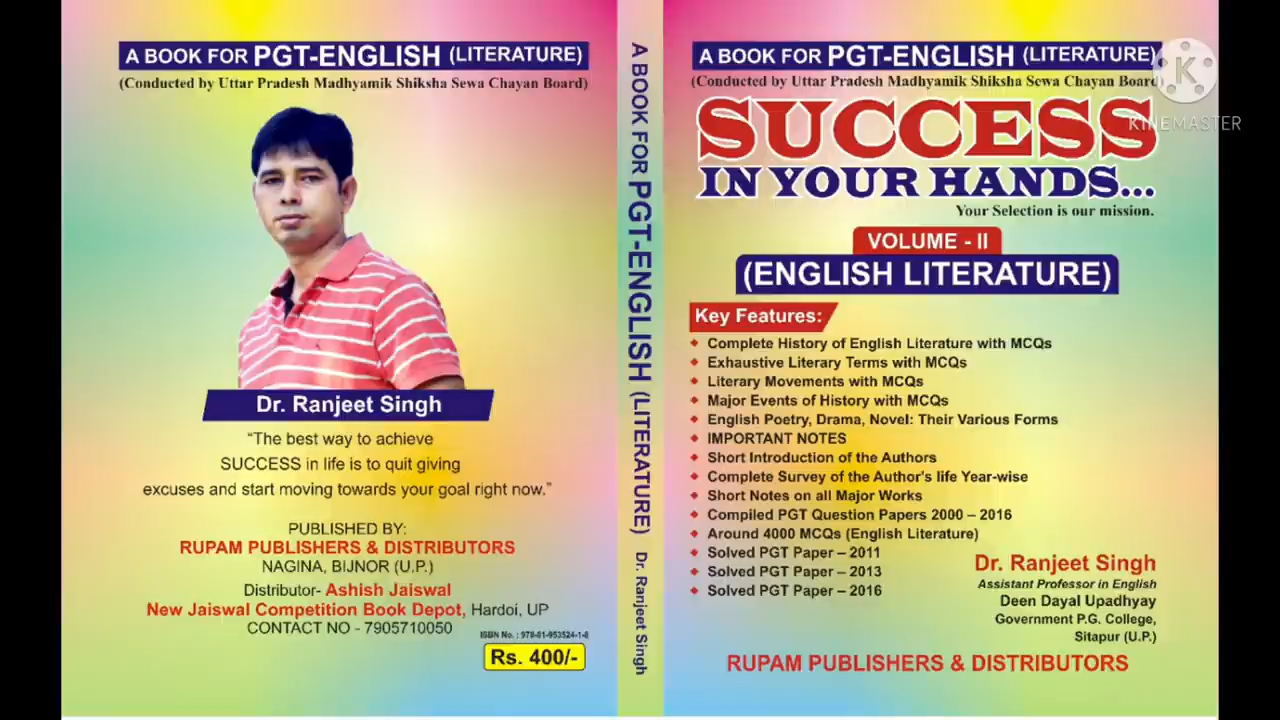 A BOOK FOR PGT-ENGLISH (LITERATURE)
(Conducted by Uttar Pradesh Madhyamik Shiksha Sewa Chayan Board)
Dr. Ranjeet Singh
“The best way to achieve
SUCCESS in life is to quit giving
excuses and start moving towards your goal right now.”
PUBLISHED BY:
RUPAM PUBLISHERS & DISTRIBUTORS
NAGINA, BIJNOR (U.P.)
Distributor- Ashish Jaiswal
New Jaiswal Competition Book Depot, Hardoi, UP
CONTACT NO - 7905710050
ISBN No. : 978-81-953524-1-8
Rs. 400/-
A BOOK FOR PGT-ENGLISH (LITERATURE) Dr. Ranjeet Singh
A BOOK FOR PGT-ENGLISH (LITERATURE)
(Conducted by Uttar Pradesh Madhyamik Shiksha Sewa Chayan Board)
K
KINEMASTER
SUCCESS
IN YOUR HANDS...
Your Selection is our mission.
VOLUME - II
(ENGLISH LITERATURE)
Key Features:
Complete History of English Literature with MCQs
Exhaustive Literary Terms with MCQs
Literary Movements with MCQs
Major Events of History with MCQs
English Poetry, Drama, Novel: Their Various Forms
IMPORTANT NOTES
Short Introduction of the Authors
Complete Survey of the Author's life Year-wise
Short Notes on all Major Works
Compiled PGT Question Papers 2000 – 2016
Around 4000 MCQs (English Literature)
Solved PGT Paper – 2011
Solved PGT Paper – 2013
Solved PGT Paper – 2016
Dr. Ranjeet Singh
Assistant Professor in English
Deen Dayal Upadhyay
Government P.G. College,
Sitapur (U.P.)
RUPAM PUBLISHERS & DISTRIBUTORS